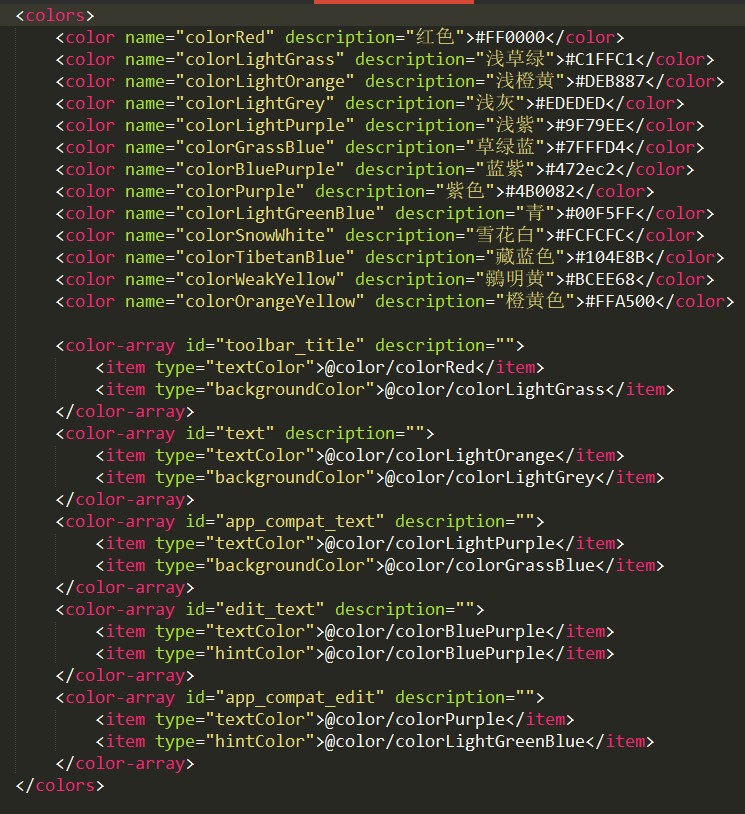 <colors>
<color name="colorRed" description="红色">#FF0000</color>
<color name="colorLightGrass" description="浅草绿">#C1FFC1</color>
<color name="colorLightOrange" description="浅橙黄">#DEB887</color>
<color name="colorLightGrey" description="浅灰">#EDEDED</color>
<color name="colorLightPurple" description="浅紫">#9F79EE</color>
<color name="colorGrassBlue" description="草绿蓝">#7FFFD4</color>
<color name="colorBluePurple" description="蓝紫">#472ec2</color>
<color name="colorPurple" description="紫色">#4B0082</color>
<color name="colorLightGreenBlue" description="青">#00F5FF</color>
<color name="colorSnowWhite" description="雪花白">#FCFCFC</color>
<color name="colorTibetanBlue" description="藏蓝色">#104E8B</color>
<color name="colorWeakYellow" description="鹲明黄">#BCEE68</color>
<color name="colorOrangeYellow" description="橙黄色">#FFA500</color>
<color-array id="toolbar_title" description="">
<item type="textColor">@color/colorRed</item>
<item type="backgroundColor">@color/colorLightGrass</item>
</color-array>
<color-array id="text" description="">
<item type="textColor">@color/colorLightOrange</item>
<item type="backgroundColor">@color/colorLightGrey</item>
</color-array>
<color-array id="app_compat_text" description="">
<item type="textColor">@color/colorLightPurple</item>
<item type="backgroundColor">@color/colorGrassBlue</item>
</color-array>
<color-array id="edit_text" description="">
<item type="textColor">@color/colorBluePurple</item>
<item type="hintColor">@color/colorBluePurple</item>
</color-array>
<color-array id="app_compat_edit" description="">
<item type="textColor">@color/colorPurple</item>
<item type="hintColor">@color/colorLightGreenBlue</item>
</color-array>
</colors>